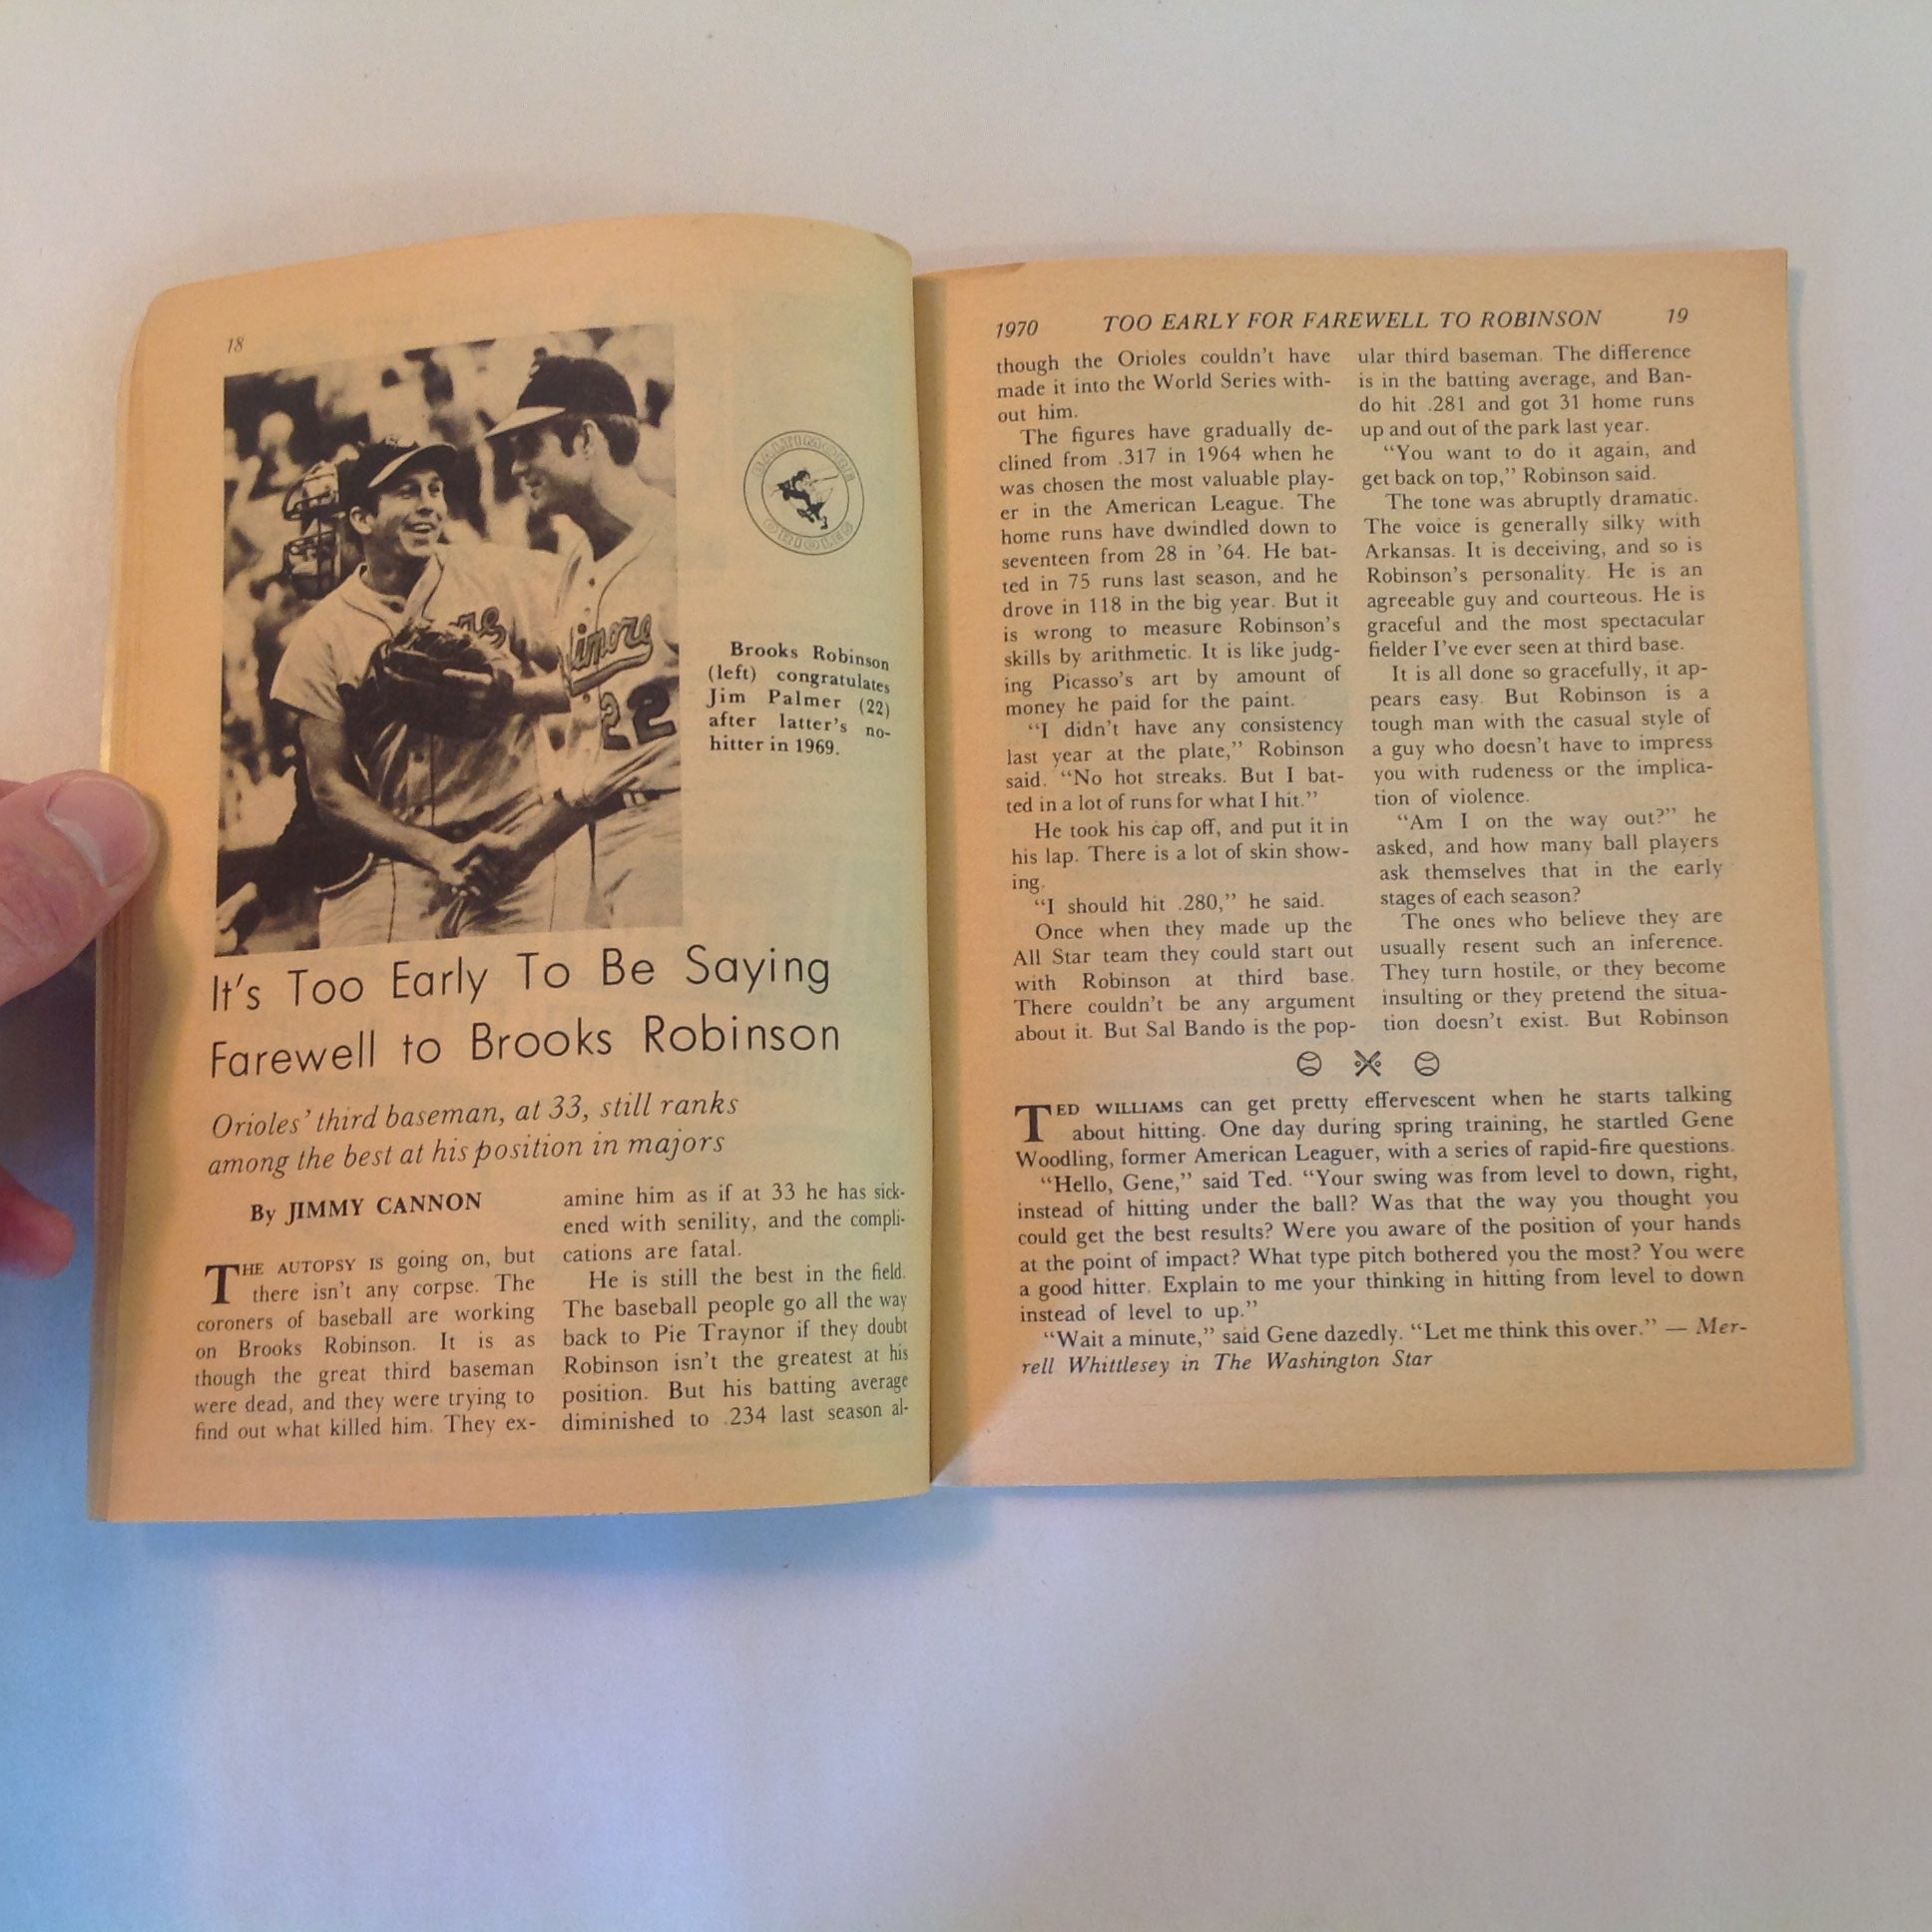 18
imore
22
Brooks Robinson
(left) congratulates
Jim Palmer (22)
after latter's no-
hitter in 1969.
It's Too Early To Be Saying
Farewell to Brooks Robinson
Orioles' third baseman, at 33, still ranks
among the best at his position in majors
By JIMMY CANNON
THE AUTOPSY IS going on, but
there isn't any corpse. The
coroners of baseball are working
on Brooks Robinson. It is as
though the great third baseman
were dead, and they were trying to
find out what killed him. They ex-
amine him as if at 33 he has sick-
ened with senility, and the compli-
cations are fatal.
He is still the best in the field.
The baseball people go all the way
back to Pie Traynor if they doubt
Robinson isn't the greatest at his
position. But his batting average
diminished to .234 last season al-
1970 TOO EARLY FOR FAREWELL TO ROBINSON 19
though the Orioles couldn't have
made it into the World Series with-
out him.
The figures have gradually de-
clined from .317 in 1964 when he
was chosen the most valuable play-
er in the American League. The
home runs have dwindled down to
seventeen from 28 in '64. He bat-
ted in 75 runs last season, and he
drove in 118 in the big year. But it
is wrong to measure Robinson's
skills by arithmetic. It is like judg-
ing Picasso's art by amount of
money he paid for the paint.
"I didn't have any consistency
last year at the plate," Robinson
said. "No hot streaks. But I bat-
ted in a lot of runs for what I hit."
He took his cap off, and put it in
his lap. There is a lot of skin show-
ing.
"I should hit .280," he said.
Once when they made up the
All Star team they could start out
with Robinson at third base.
There couldn't be any argument
about it. But Sal Bando is the pop-
ular third baseman. The difference
is in the batting average, and Ban-
do hit .281 and got 31 home runs
up and out of the park last year.
"You want to do it again, and
get back on top," Robinson said.
The tone was abruptly dramatic.
The voice is generally silky with
Arkansas. It is deceiving, and so is
Robinson's personality. He is an
agreeable guy and courteous. He is
graceful and the most spectacular
fielder I've ever seen at third base.
It is all done so gracefully, it ap-
pears easy. But Robinson is a
tough man with the casual style of
a guy who doesn't have to impress
you with rudeness or the implica-
tion of violence.
"Am I on the way out?" he
asked, and how many ball players
ask themselves that in the early
stages of each season?
The ones who believe they are
usually resent such an inference.
They turn hostile, or they become
insulting or they pretend the situa-
tion doesn't exist. But Robinson
TED WILLIAMS can get pretty effervescent when he starts talking
about hitting. One day during spring training, he startled Gene
Woodling, former American Leaguer, with a series of rapid-fire questions.
"Hello, Gene," said Ted. "Your swing was from level to down, right,
instead of hitting under the ball? Was that the way you thought you
could get the best results? Were you aware of the position of your hands
at the point of impact? What type pitch bothered you the most? You were
a good hitter. Explain to me your thinking in hitting from level to down
instead of level to up."
"Wait a minute," said Gene dazedly. "Let me think this over." — Mer-
rell Whittlesey in The Washington Star